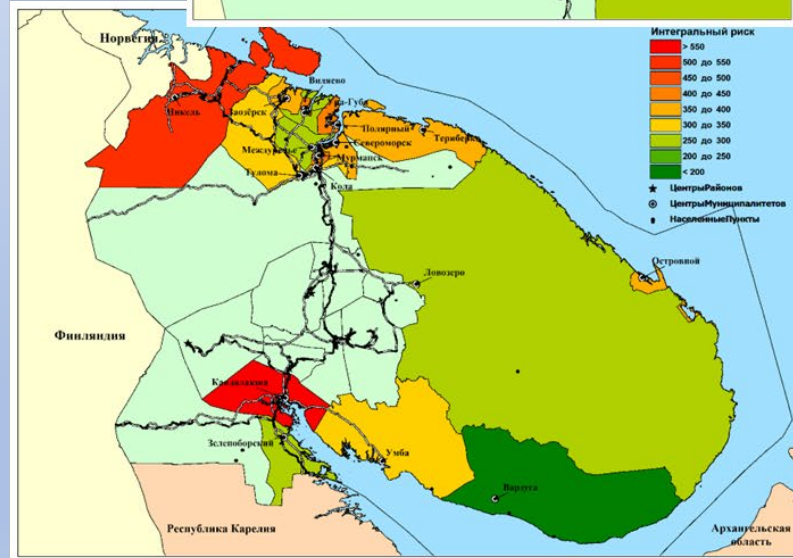 Норвегия
Интегральный риск
> 550
500 до 550
450 до 500
400 до 450
350 до 400
300 до 350
250 до 300
200 до 250
< 200
ЦентрыРайонов
ЦентрыМуниципалитетов
НаселенныеПункты
Видяево
Никель
Заозёрск
а-Губа
Полярный
Териберка
Североморск
Междуречье
Мурманск
Тулома
Кола
Островной
Ловозеро
Финляндия
Кандалакша
Зеленоборский
Умба
Варзуга
Республика Карелия
Архангельская
область